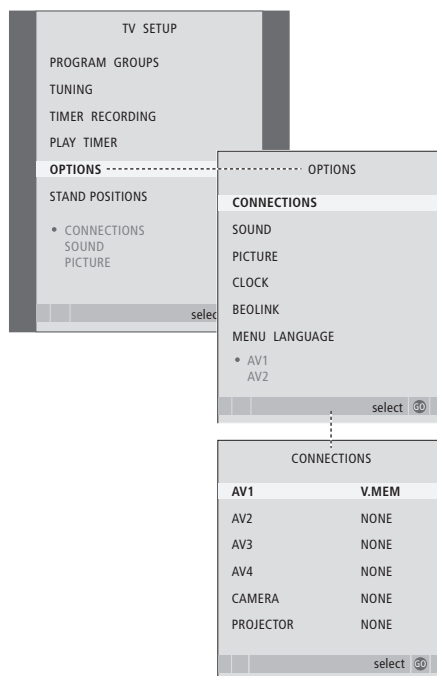 TV SETUP
PROGRAM GROUPS
TUNING
TIMER RECORDING
PLAY TIMER
OPTIONS
STAND POSITIONS
• CONNECTIONS
SOUND
PICTURE
selec
OPTIONS
CONNECTIONS
SOUND
PICTURE
CLOCK
BEOLINK
MENU LANGUAGE
• AV1
AV2
select GO
CONNECTIONS
AV1 V.MEM
AV2 NONE
AV3 NONE
AV4 NONE
CAMERA NONE
PROJECTOR NONE
select GO